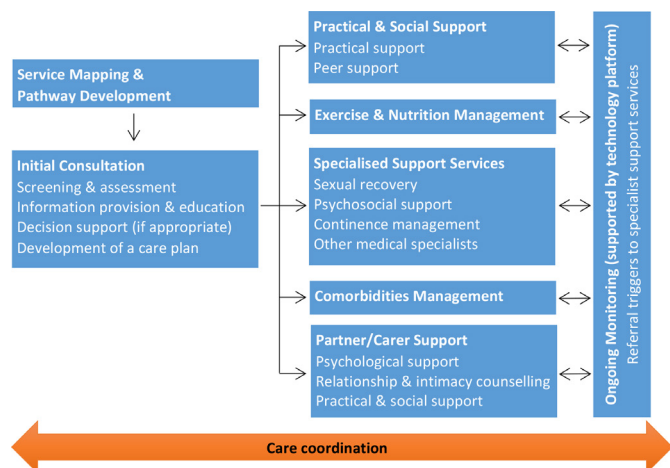 Service Mapping &
Pathway Development
Initial Consultation
Screening & assessment
Information provision & education
Decision support (if appropriate)
Development of a care plan
Practical & Social Support
Practical support
Peer support
Exercise & Nutrition Management
Specialised Support Services
Sexual recovery
Psychosocial support
Continence management
Other medical specialists
Comorbidities Management
Partner/Carer Support
Psychological support
Relationship & intimacy counselling
Practical & social support
Ongoing Monitoring (supported by technology platform)
Referral triggers to specialist support services
Care coordination